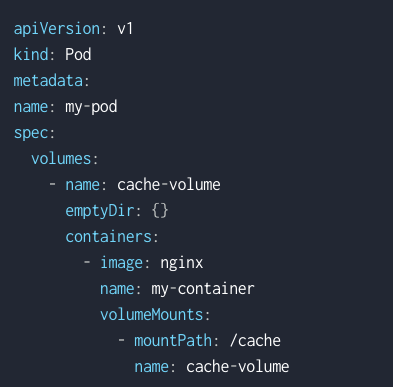 apiVersion: v1
kind: Pod
metadata:
name: my-pod
spec:
  volumes:
    - name: cache-volume
      emptyDir: {}
      containers:
        - image: nginx
          name: my-container
          volumeMounts:
            - mountPath: /cache
              name: cache-volume